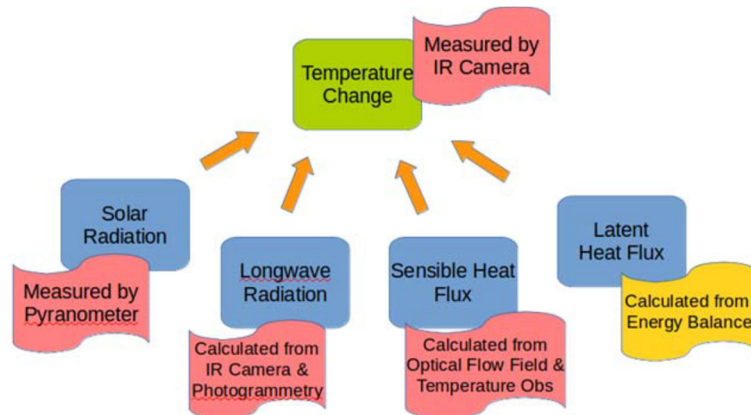 Temperature
Change
Measured by
IR Camera
Solar
Radiation
Measured by
Pyranometer
Longwave
Radiation
Calculated from
IR Camera &
Photogrammetry
Sensible Heat
Flux
Calculated from
Optical Flow Field &
Temperature Obs
Latent
Heat Flux
Calculated from
Energy Balance